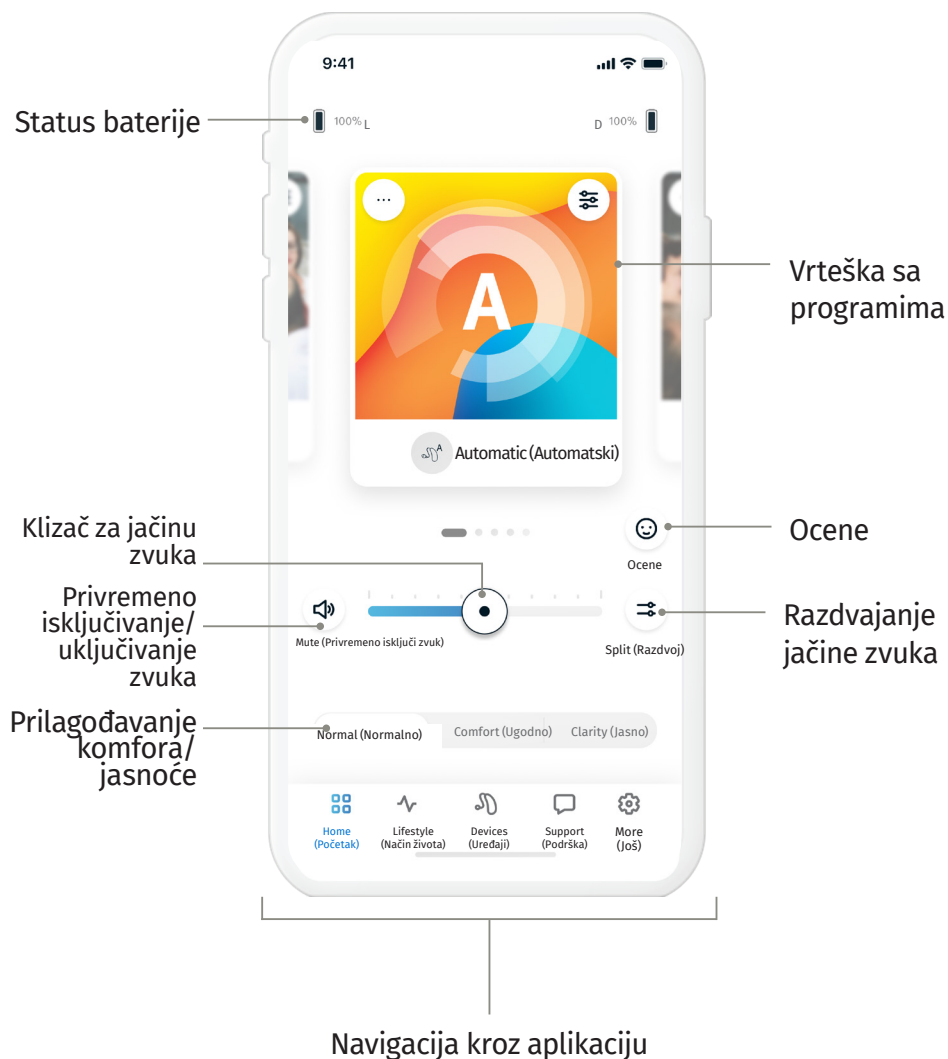 9:41
Status baterije
100% L
D 100%
A
Vrteška sa
programima
A
Automatic (Automatski)
Klizač za jačinu
zvuka
Ocene
Ocene
Privremeno
isključivanje/
uključivanje
zvuka
Mute (Privremeno isključi zvuk)
Split (Razdvoj)
Razdvajanje
jačine zvuka
Prilagođavanje
komfora/
jasnoće
Normal (Normalno)
Comfort (Ugodno)
Clarity (Jasno)
Home
(Početak)
Lifestyle
(Način života)
Devices
(Uređaji)
Support
(Podrška)
More
(Još)
Navigacija kroz aplikaciju